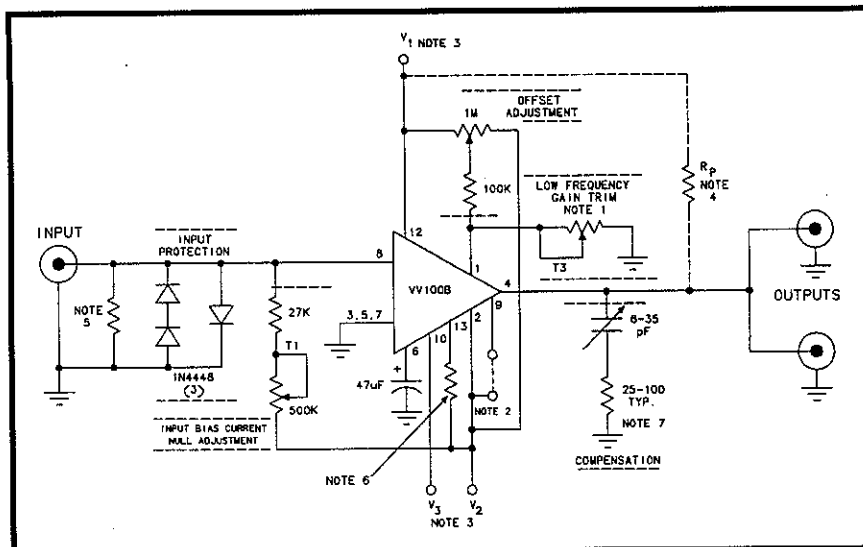 V1 NOTE 3
OFFSET
ADJUSTMENT
1M
100K
LOW FREQUENCY
GAIN TRIM
NOTE 1
T3
RP
NOTE
4
INPUT
INPUT
PROTECTION
NOTE
5
1N4448
(3)
27K
T1
500K
INPUT BIAS CURRENT
NULL ADJUSTMENT
8
12
VV100B
1
4
3,5,7
6
10
13
2
9
+
47uF
NOTE 2
NOTE 6
V3
V2
NOTE 3
6-35
pF
25-100
TYP.
NOTE 7
COMPENSATION
OUTPUTS